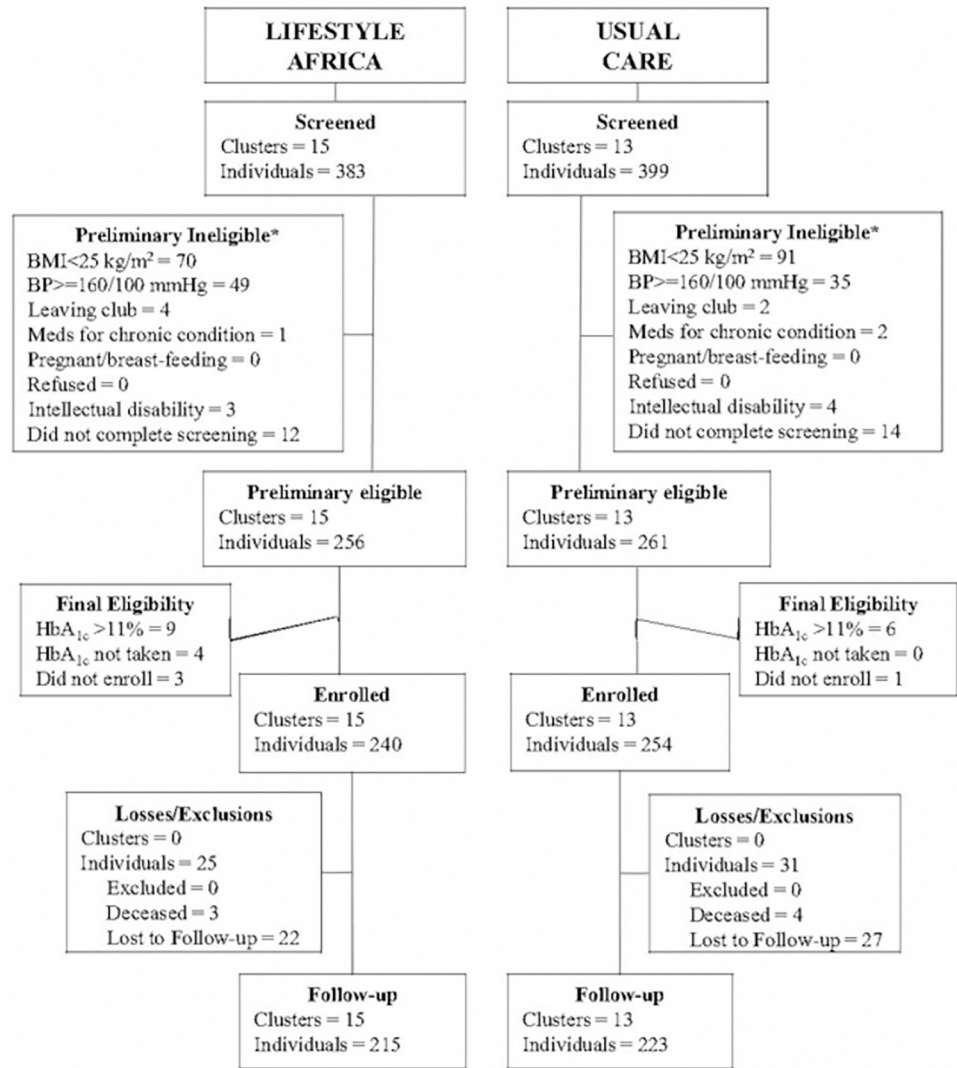 LIFESTYLE
AFRICA
Screened
Clusters = 15
Individuals = 383
Preliminary Ineligible*
BMI<25 kg/m² = 70
BP>=160/100 mmHg = 49
Leaving club = 4
Meds for chronic condition = 1
Pregnant/breast-feeding = 0
Refused = 0
Intellectual disability = 3
Did not complete screening = 12
Preliminary eligible
Clusters = 15
Individuals = 256
Final Eligibility
HbA₁c >11% = 9
HbA₁c not taken = 4
Did not enroll = 3
Enrolled
Clusters = 15
Individuals = 240
Losses/Exclusions
Clusters = 0
Individuals = 25
Excluded = 0
Deceased = 3
Lost to Follow-up = 22
Follow-up
Clusters = 15
Individuals = 215
USUAL
CARE
Screened
Clusters = 13
Individuals = 399
Preliminary Ineligible*
BMI<25 kg/m² = 91
BP>=160/100 mmHg = 35
Leaving club = 2
Meds for chronic condition = 2
Pregnant/breast-feeding = 0
Refused = 0
Intellectual disability = 4
Did not complete screening = 14
Preliminary eligible
Clusters = 13
Individuals = 261
Final Eligibility
HbA₁c >11% = 6
HbA₁c not taken = 0
Did not enroll = 1
Enrolled
Clusters = 13
Individuals = 254
Losses/Exclusions
Clusters = 0
Individuals = 31
Excluded = 0
Deceased = 4
Lost to Follow-up = 27
Follow-up
Clusters = 13
Individuals = 223